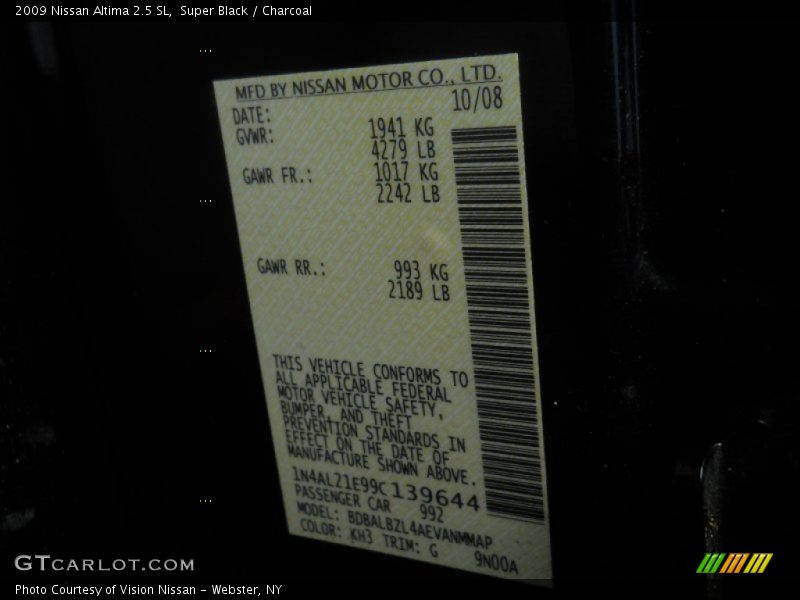 2009 Nissan Altima 2.5 SL,  Super Black / Charcoal
MFD BY NISSAN MOTOR CO., LTD.
DATE: 10/08
GVWR: 1941 KG
4279 LB
GAWR FR.: 1017 KG
2242 LB
GAWR RR.: 993 KG
2189 LB
THIS VEHICLE CONFORMS TO
ALL APPLICABLE FEDERAL
MOTOR VEHICLE SAFETY,
BUMPER, AND THEFT
PREVENTION STANDARDS IN
EFFECT ON THE DATE OF
MANUFACTURE SHOWN ABOVE.
1N4AL21E99C139644
PASSENGER CAR 992
MODEL: BDBALBZL4AEVANMMAP
COLOR: KH3 TRIM: G 9N00A
GTCARLOT.COM
Photo Courtesy of Vision Nissan - Webster, NY